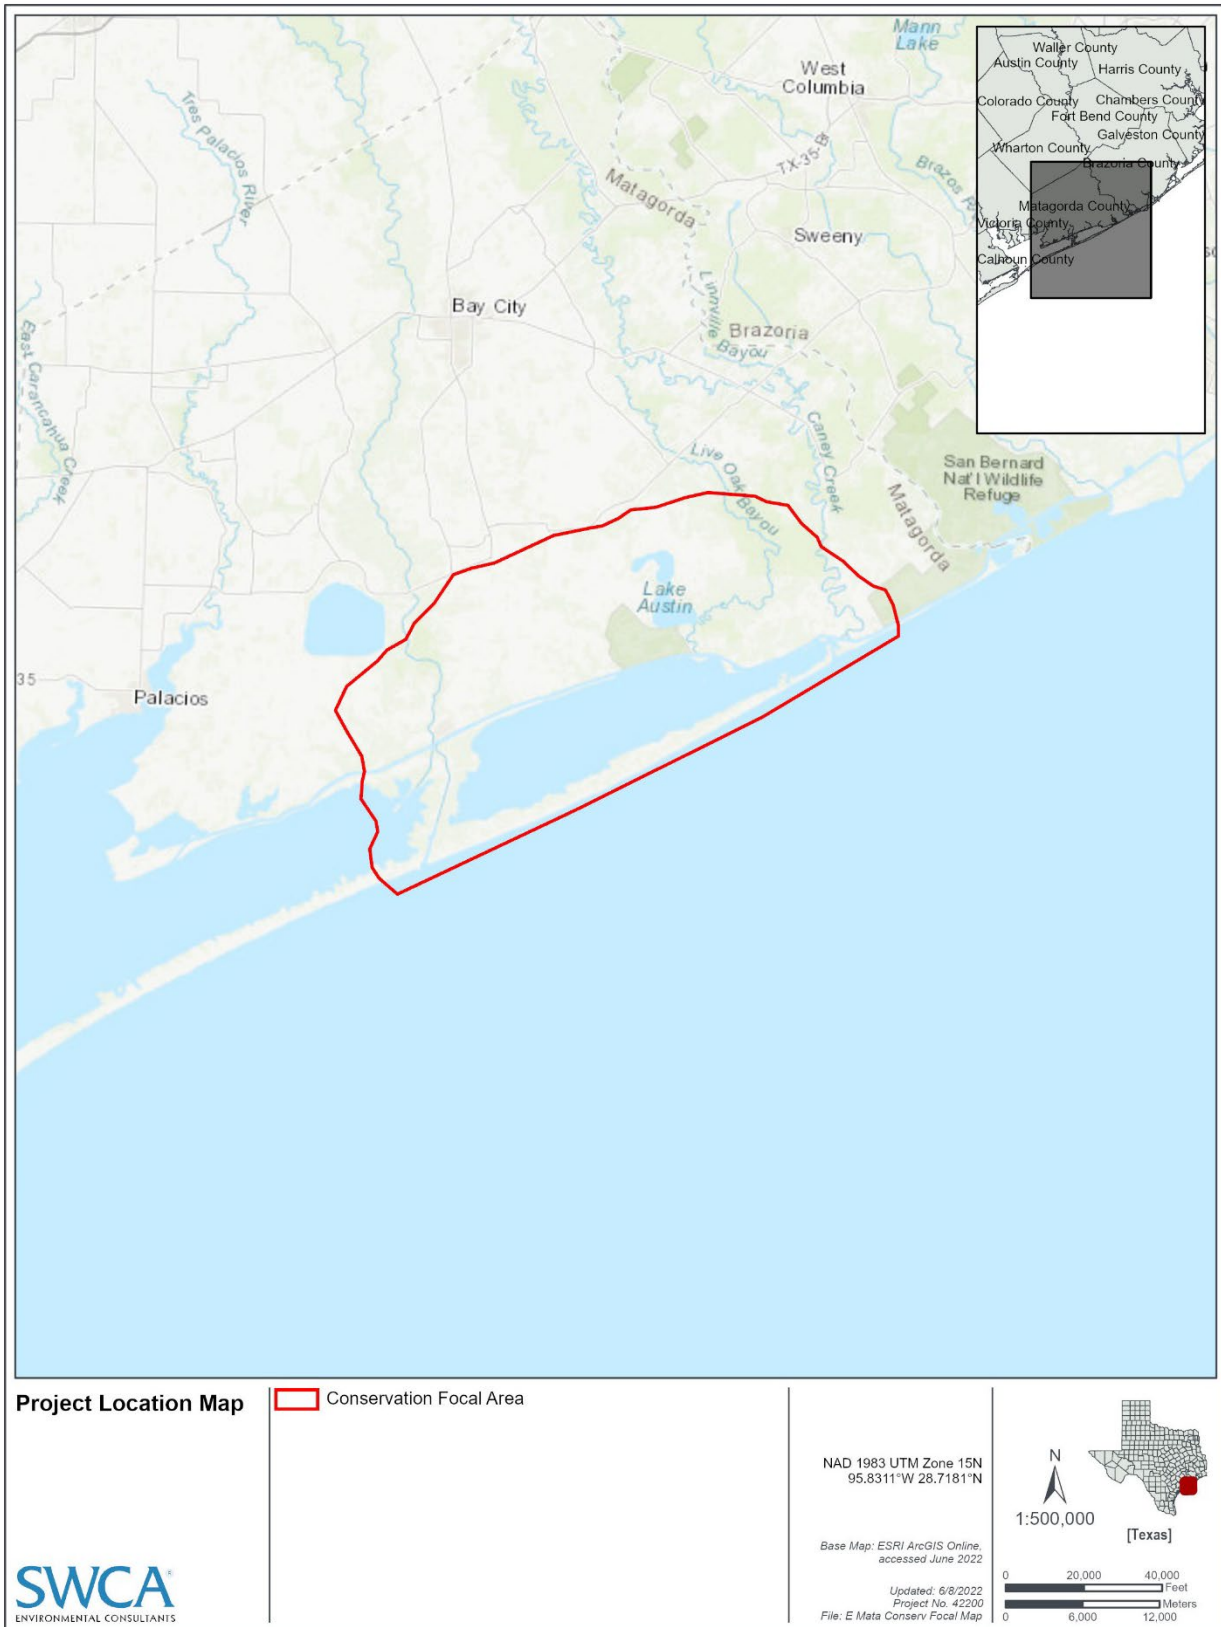 Mann
Lake
West
Columbia
TX-35-B
Brazos R
Tres Palacios
River
Matagorda
Sweeny
Linnville
Bayou
Bay City
Brazoria
East Carancahua Creek
Caney Creek
Live Oak Bayou
San Bernard
Nat'l Wildlife
Refuge
Matagorda
Lake
Austin
35
Palacios
Waller County
Austin County
Harris County
Colorado County
Chambers County
Fort Bend County
Galveston County
Wharton County
Brazoria County
Matagorda County
Victoria County
Calhoun County
Project Location Map
Conservation Focal Area
NAD 1983 UTM Zone 15N
95.8311°W 28.7181°N
Base Map: ESRI ArcGIS Online,
accessed June 2022
Updated: 6/8/2022
Project No. 42200
File: E Mata Conserv Focal Map
N
1:500,000
[Texas]
0 20,000 40,000
Feet
Meters
0 6,000 12,000
SWCA®
ENVIRONMENTAL CONSULTANTS